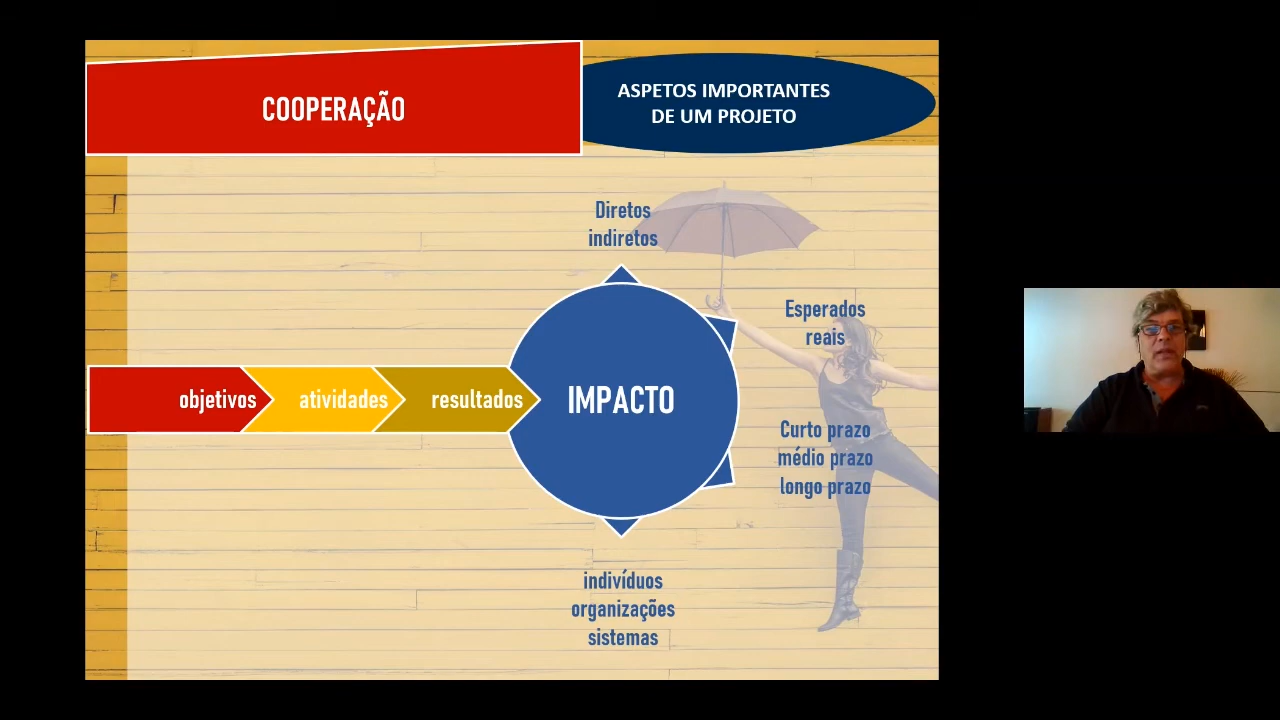 COOPERAÇÃO
ASPETOS IMPORTANTES
DE UM PROJETO
Diretos
indiretos
Esperados
reais
objetivos
atividades
resultados
IMPACTO
Curto prazo
médio prazo
longo prazo
indivíduos
organizações
sistemas